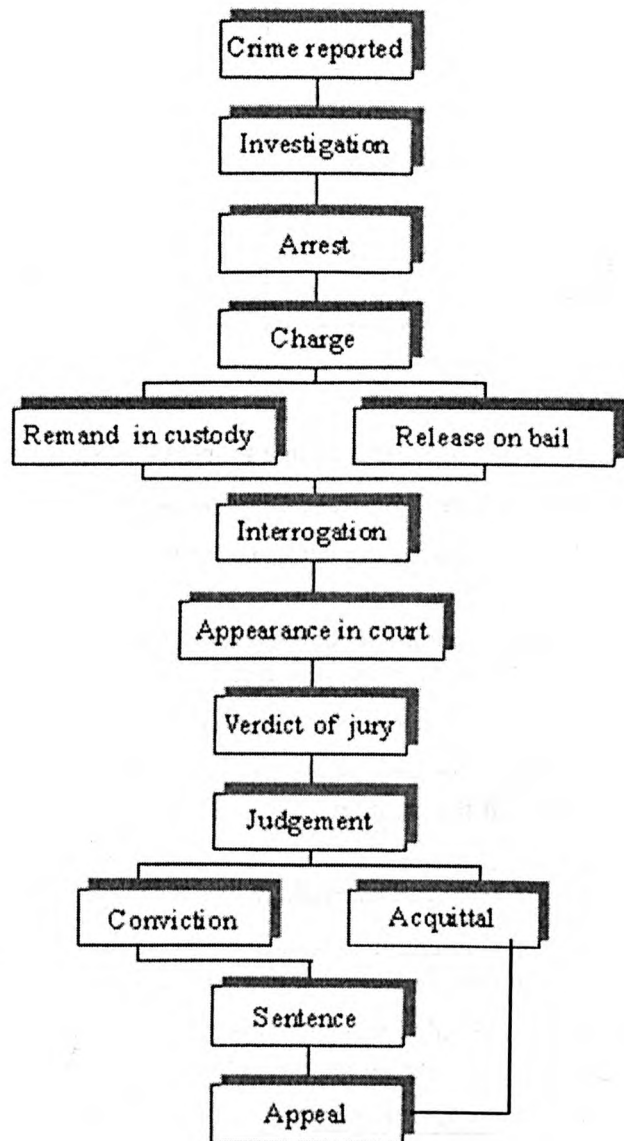 Crime reported
Investigation
Arrest
Charge
Remand in custody
Release on bail
Interrogation
Appearance in court
Verdict of jury
Judgement
Conviction
Acquittal
Sentence
Appeal